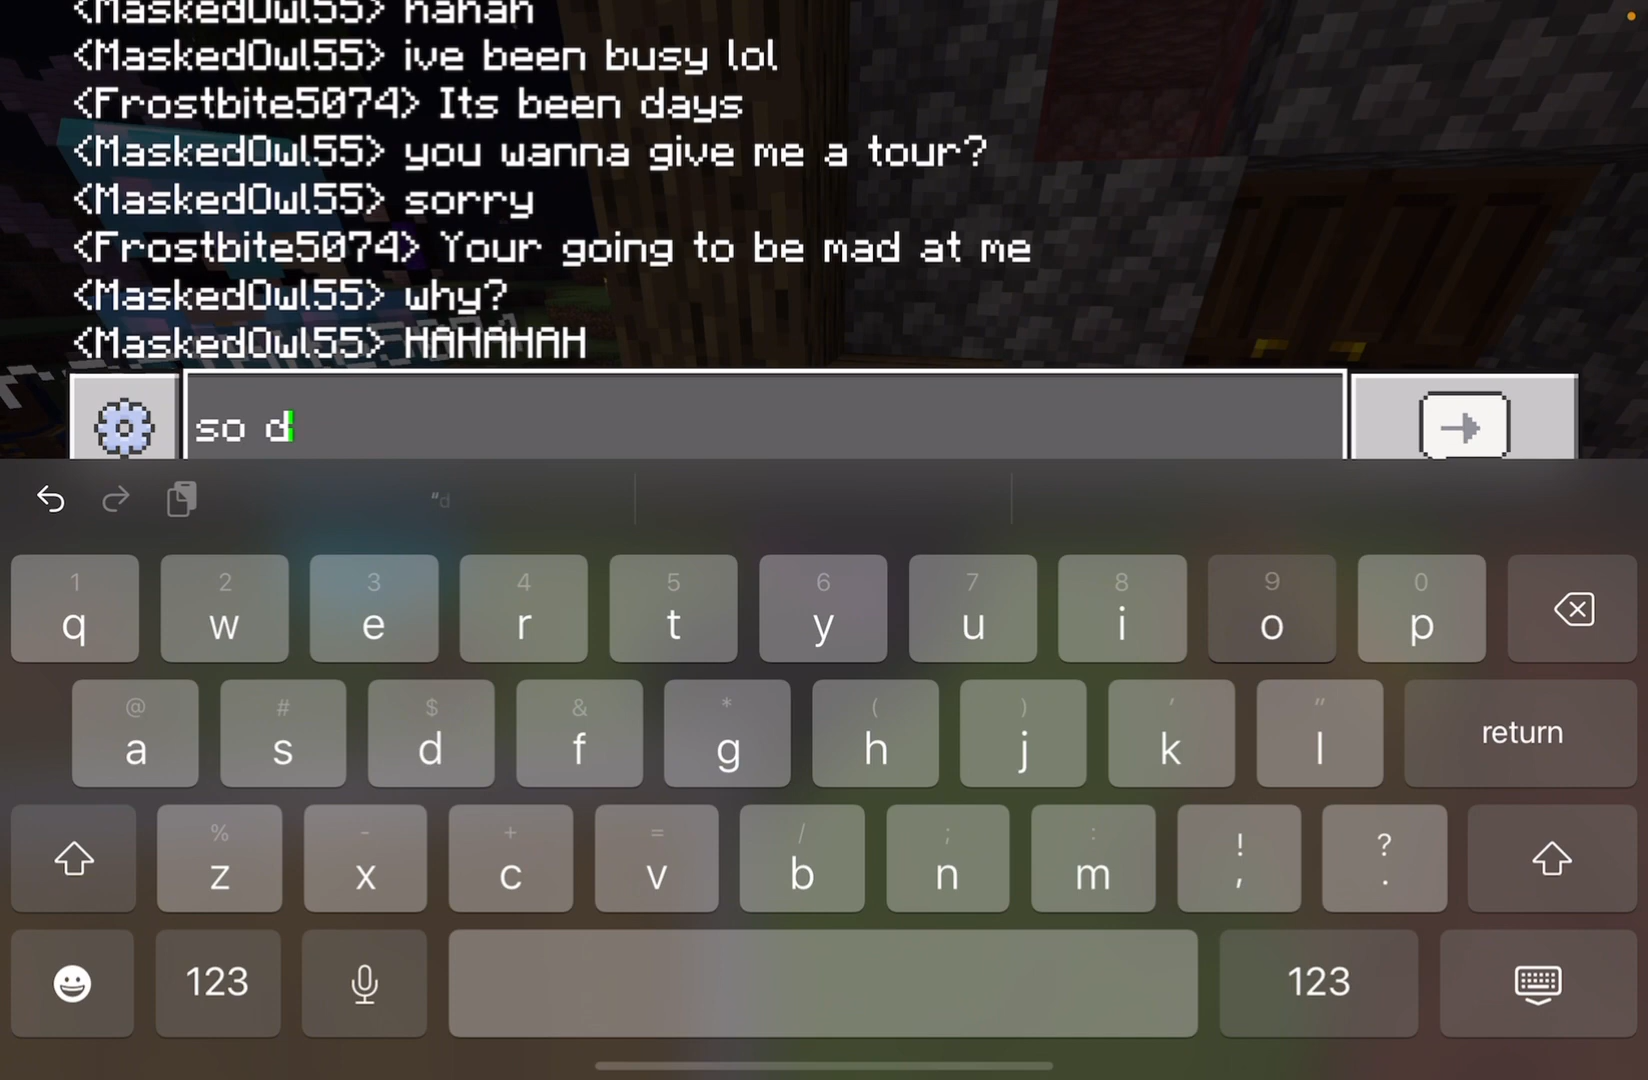 <MaskedOwl55> hahah
<MaskedOwl55> ive been busy lol
<Frostbite5074> Its been days
<MaskedOwl55> you wanna give me a tour?
<MaskedOwl55> sorry
<Frostbite5074> Your going to be mad at me
<MaskedOwl55> why?
<MaskedOwl55> HAHAHAH
so d
“d
1 2 3 4 5 6 7 8 9 0
q w e r t y u i o p
@ # $ & * ( ) ' "
a s d f g h j k l return
% - + = / ; : ! ?
z x c v b n m , .
123 123